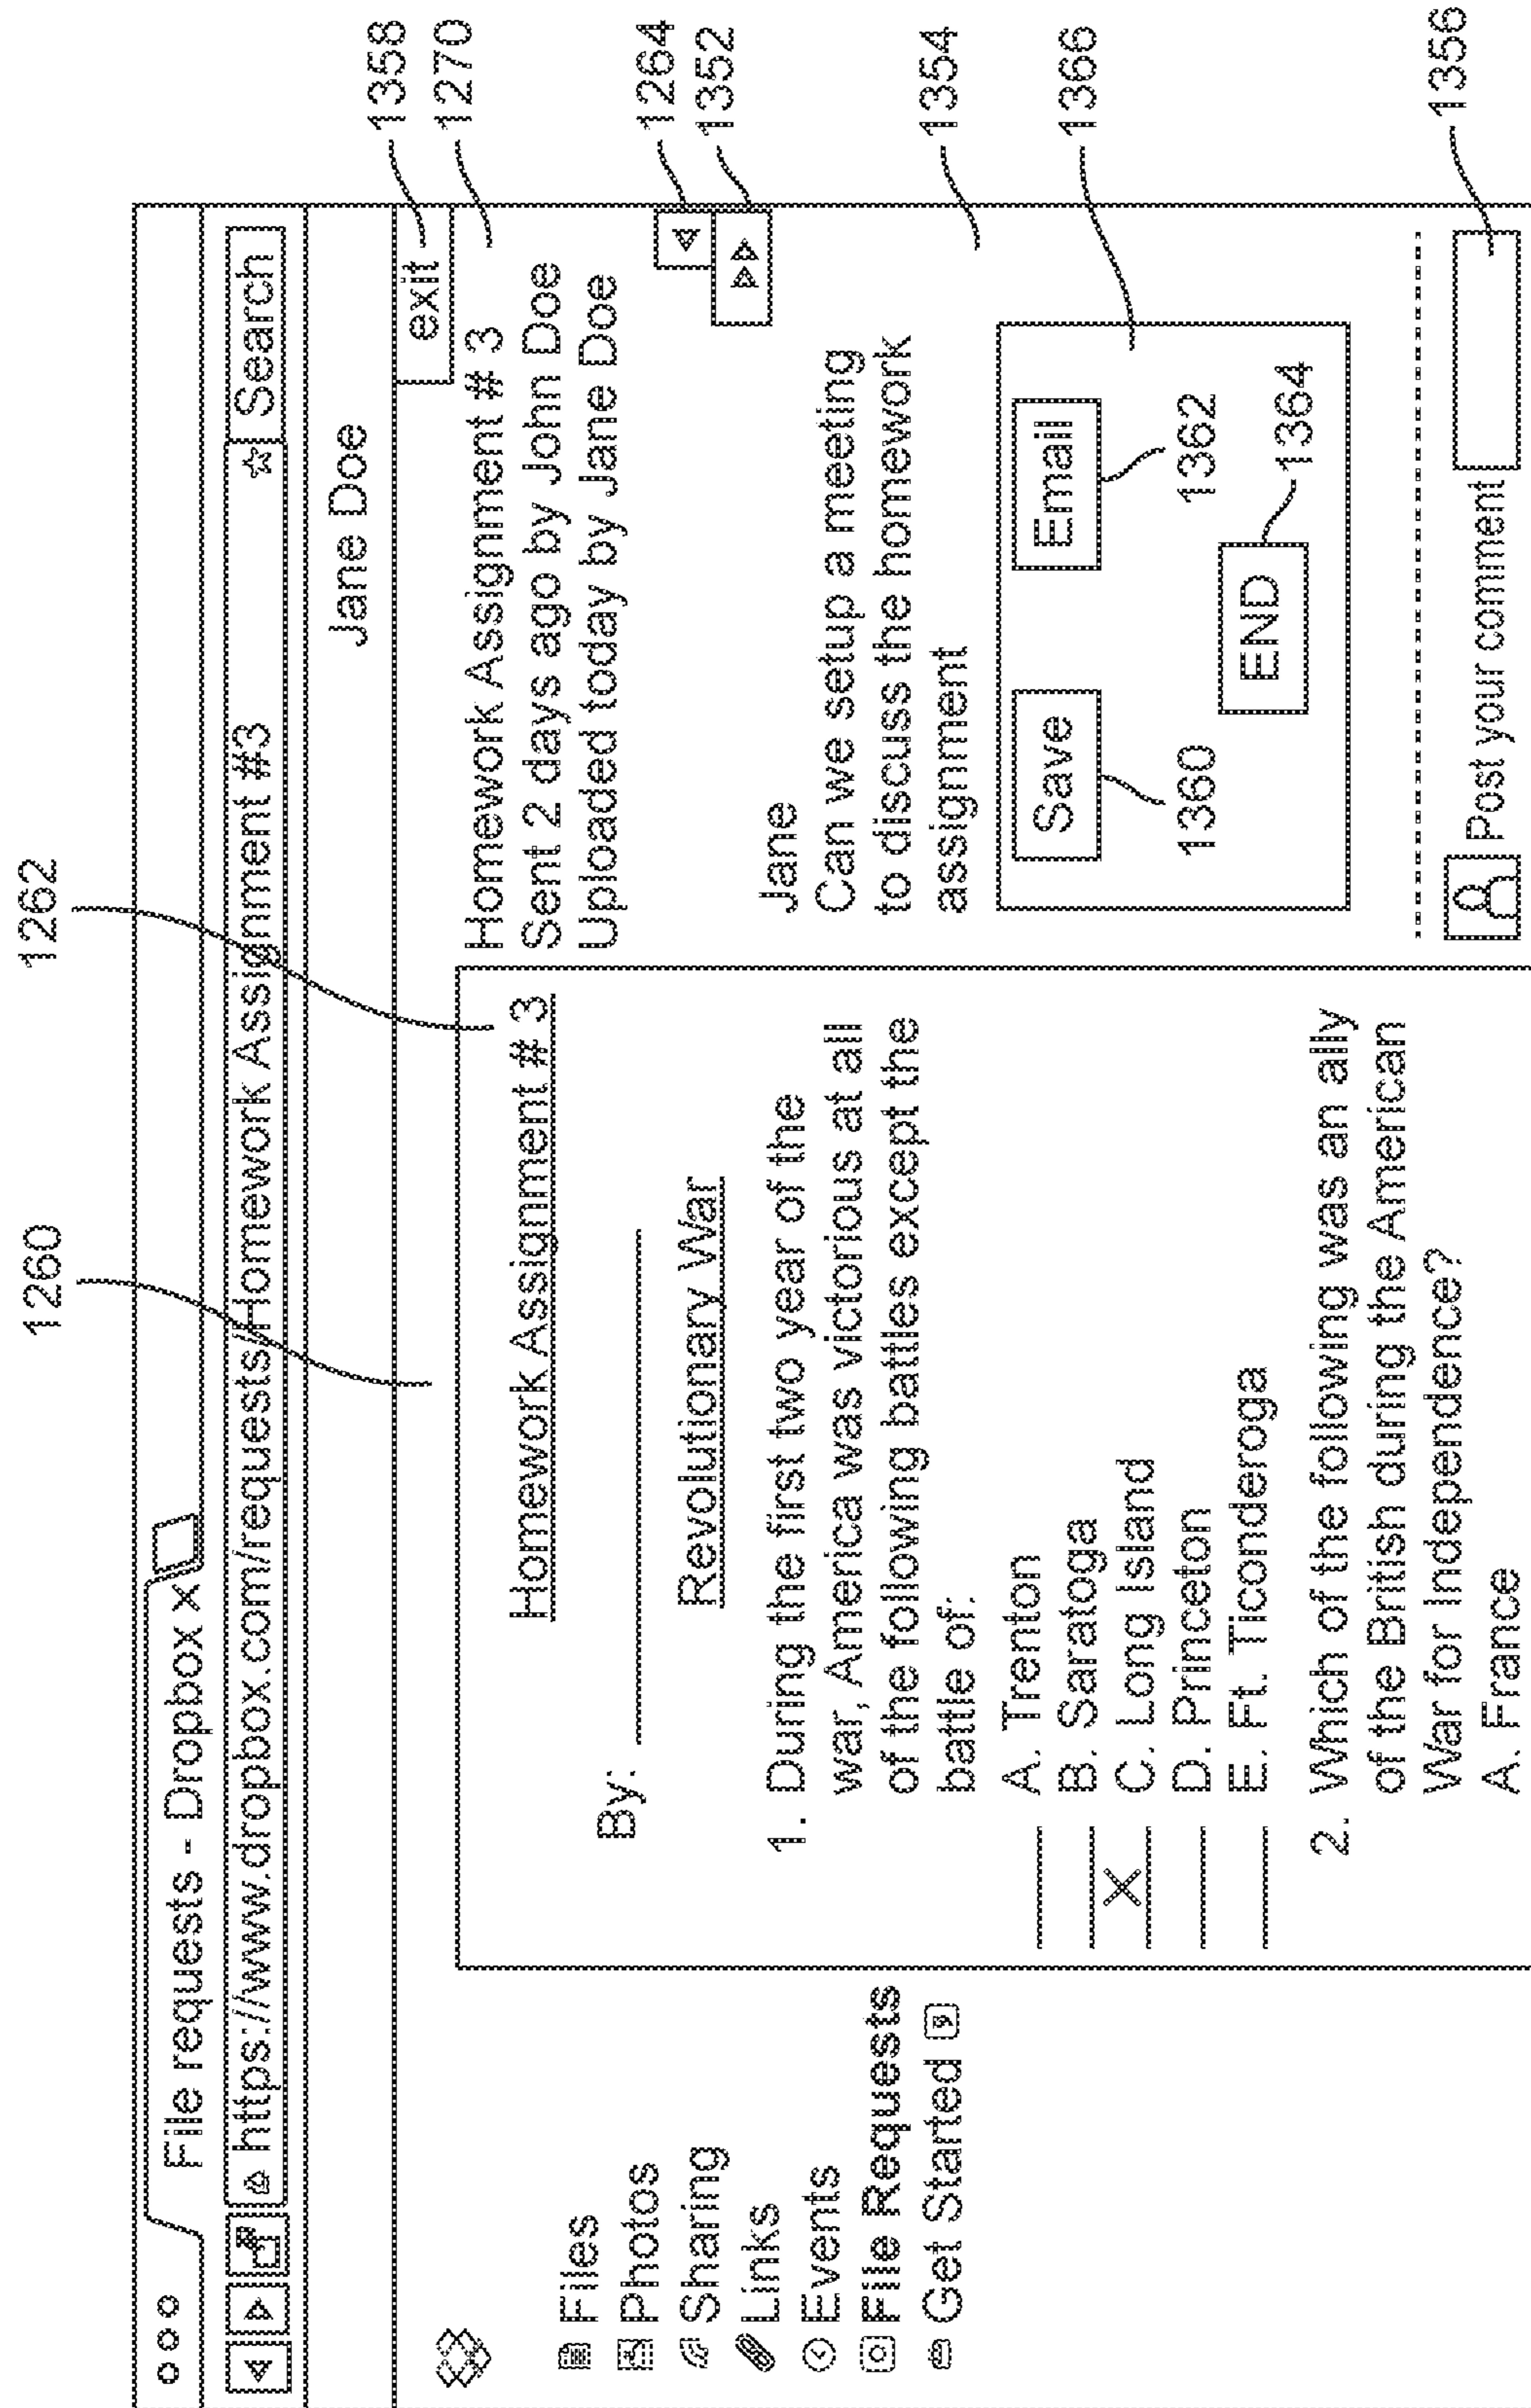 1260
1262
File requests - Dropbox x
https://www.dropbox.com/requests/Homework Assignment #3
Search
Jane Doe
exit
1358
1270
Files
Photos
Sharing
Links
Events
File Requests
Get Started
Homework Assignment # 3
By:
Revolutionary War
1. During the first two year of the
war, America was victorious at all
of the following battles except the
battle of:
A. Trenton
B. Saratoga
X C. Long Island
D. Princeton
E. Ft. Ticonderoga
2. Which of the following was an ally
of the British during the American
War for Independence?
A. France
Homework Assignment # 3
Sent 2 days ago by John Doe
Uploaded today by Jane Doe
1264
1352
Jane
Can we setup a meeting
to discuss the homework
assignment
1354
1366
Save
Email
1360
1362
END
1364
Post your comment
1356